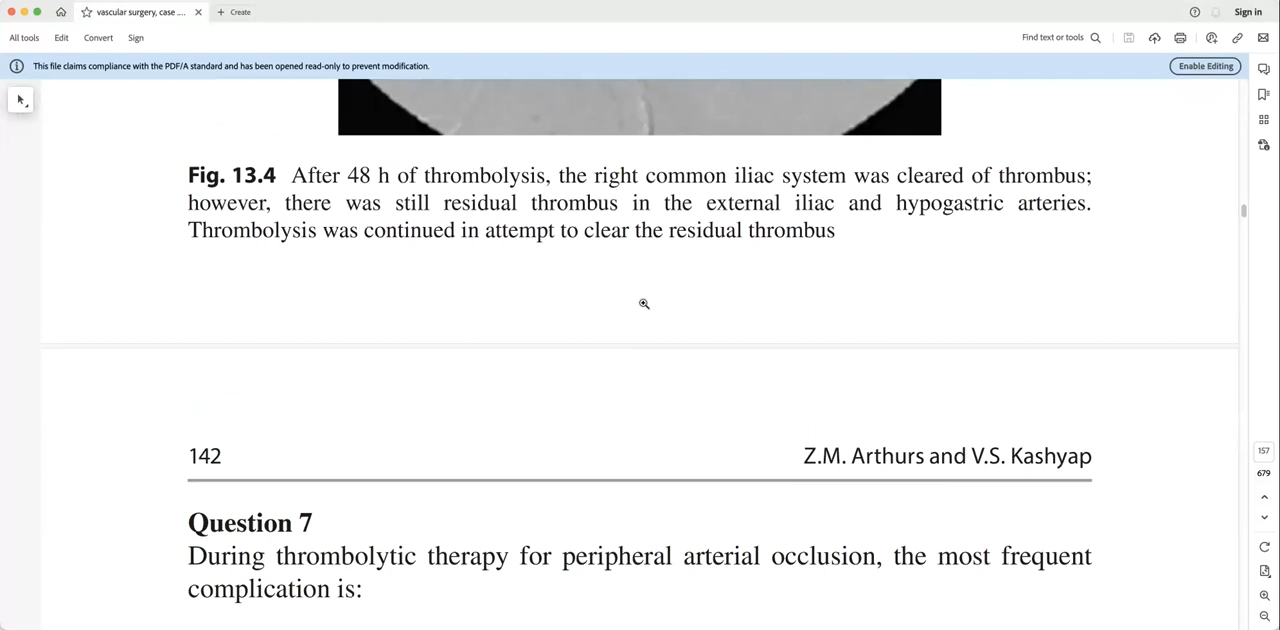 vascular surgery, case ....
Create
Sign in
All tools
Edit
Convert
Sign
Find text or tools
This file claims compliance with the PDF/A standard and has been opened read-only to prevent modification.
Enable Editing
Fig. 13.4 After 48 h of thrombolysis, the right common iliac system was cleared of thrombus;
however, there was still residual thrombus in the external iliac and hypogastric arteries.
Thrombolysis was continued in attempt to clear the residual thrombus
157
679
142
Z.M. Arthurs and V.S. Kashyap
Question 7
During thrombolytic therapy for peripheral arterial occlusion, the most frequent
complication is: